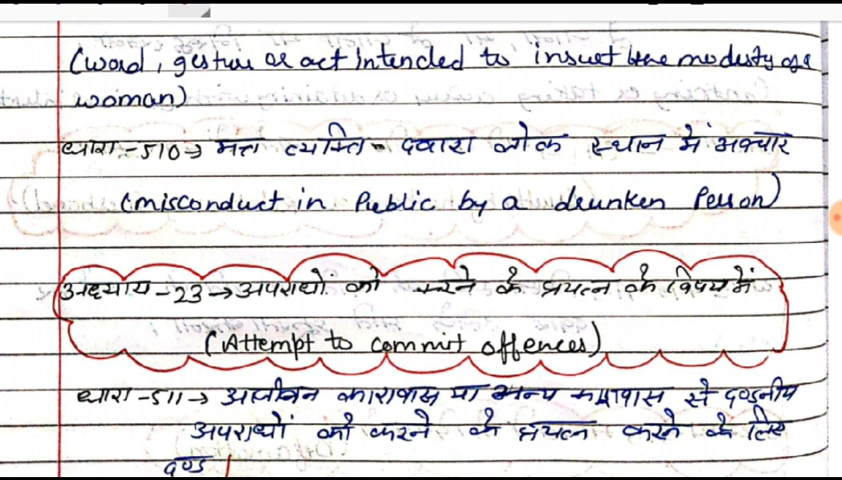 (word, gesture or act intended to insult the modesty of a
woman)
धारा-510→ मत्त व्यक्ति द्वारा लोक स्थान में अवचार
(misconduct in Public by a drunken Person)
अध्याय-23→अपराधों को करने के प्रयत्न के विषय में
(Attempt to commit offences)
धारा-511→ आजीवन कारावास या अन्य कारावास से दण्डनीय
अपराधों को करने के प्रयत्न करने के लिए
दण्ड।